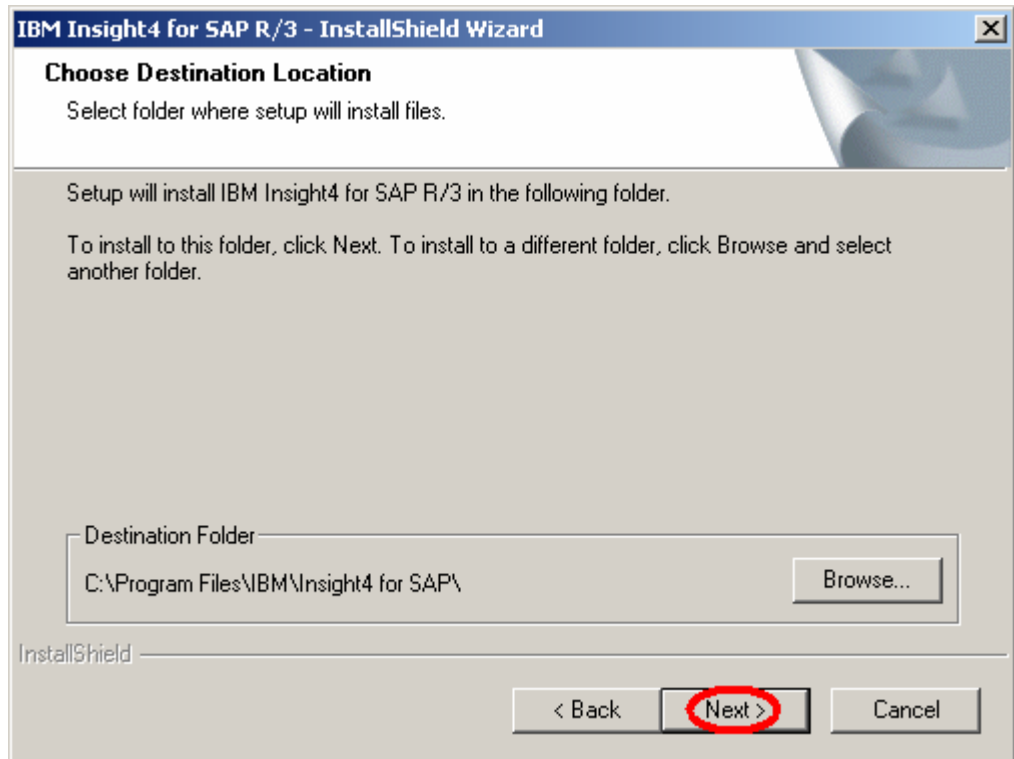 IBM Insight4 for SAP R/3 - InstallShield Wizard
Choose Destination Location
Select folder where setup will install files.
Setup will install IBM Insight4 for SAP R/3 in the following folder.
To install to this folder, click Next. To install to a different folder, click Browse and select
another folder.
Destination Folder
C:\Program Files\IBM\Insight4 for SAP\
Browse...
InstallShield
< Back
Next >
Cancel